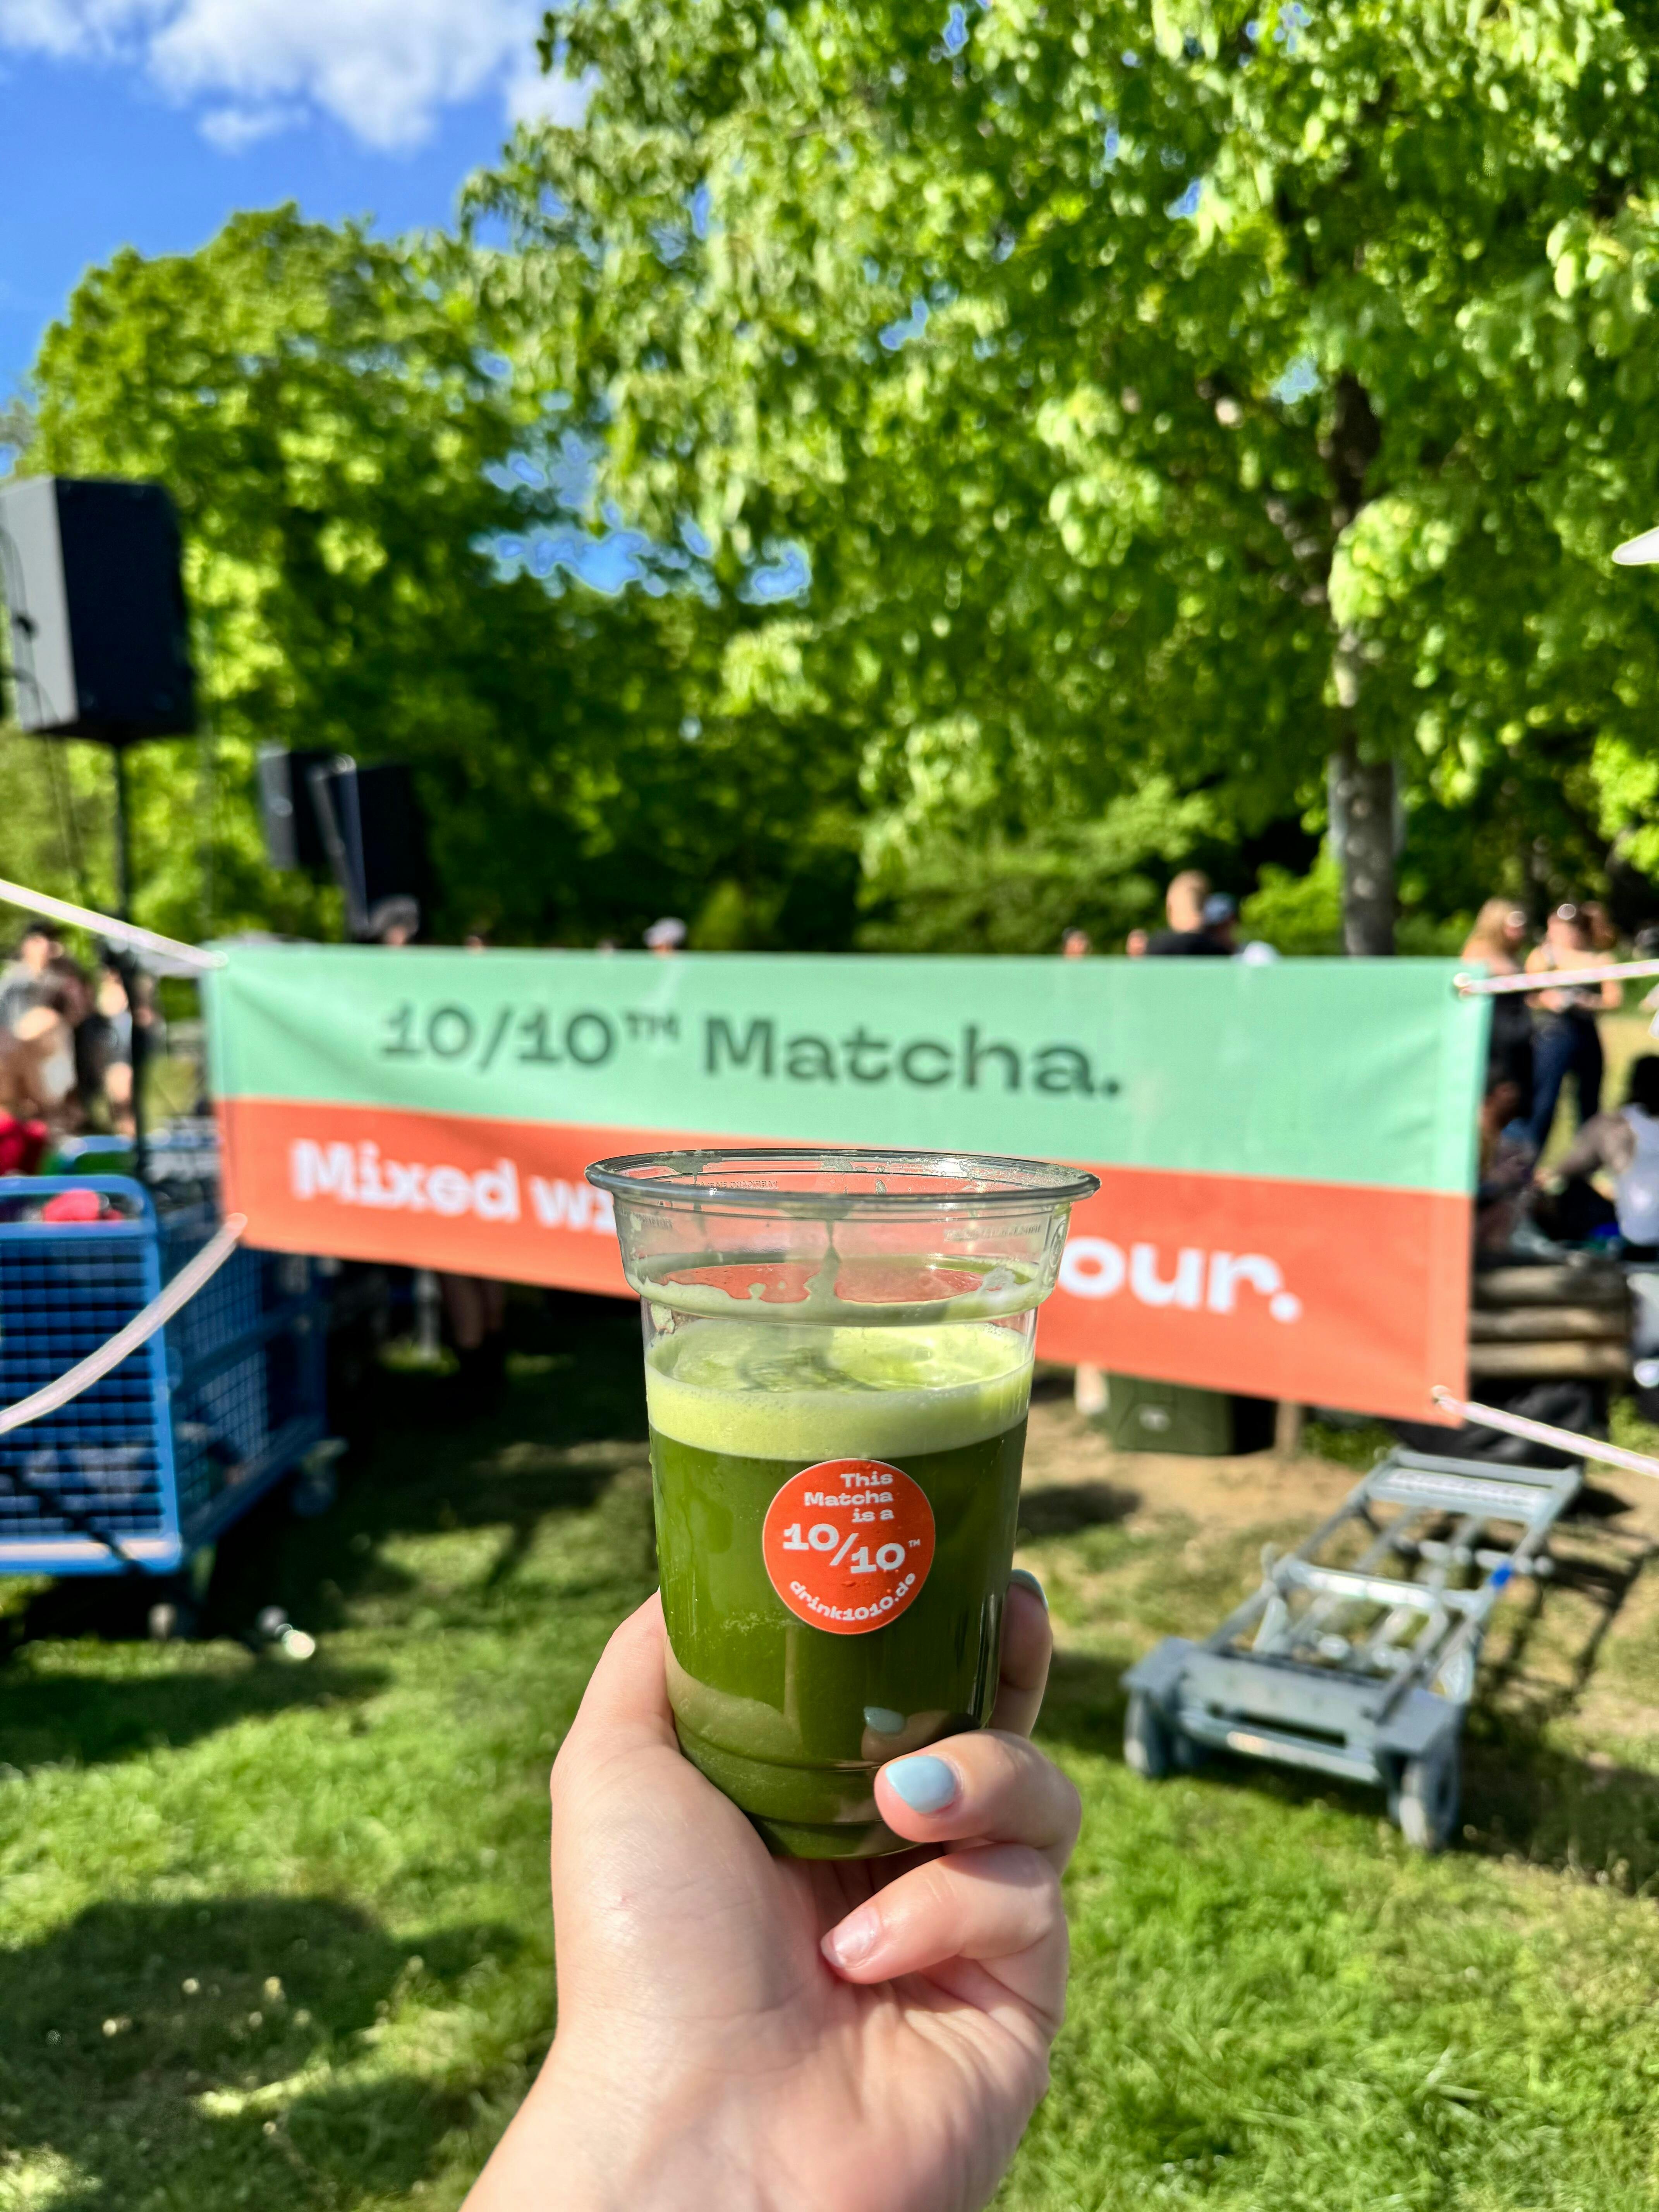 10/10™ Matcha.
Mixed
our.
This
Matcha
is a
10/10™
drink1010.de